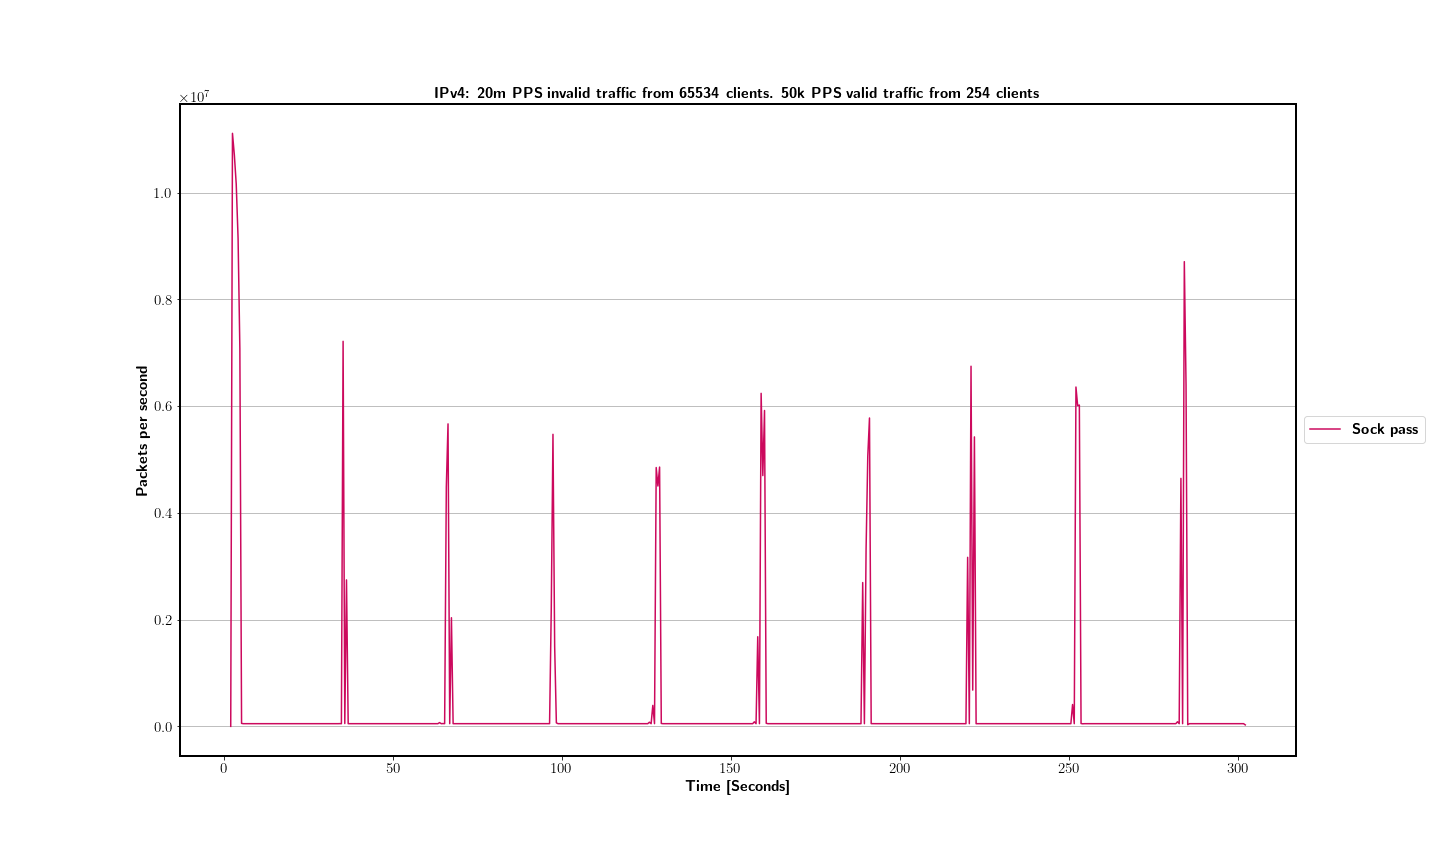 IPv4: 20m PPS invalid traffic from 65534 clients. 50k PPS valid traffic from 254 clients
×10⁷
1.0
0.8
0.6
0.4
0.2
0.0
Packets per second
0 50 100 150 200 250 300
Time [Seconds]
Sock pass